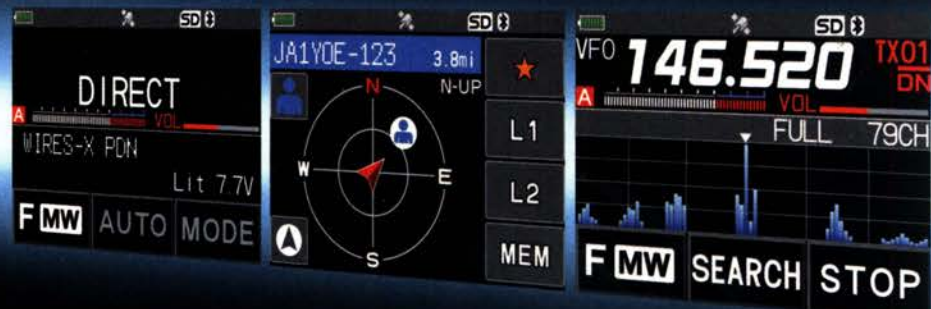 SD
DIRECT
A
VOL
WIRES-X PDN
Lit 7.7V
F MW AUTO MODE
SD
JA1YOE-123 3.8mi
N
N-UP
W
E
S
L1
L2
MEM
SD
VFO 146.520 TX01
DN
A
VOL
FULL 79CH
F MW SEARCH STOP